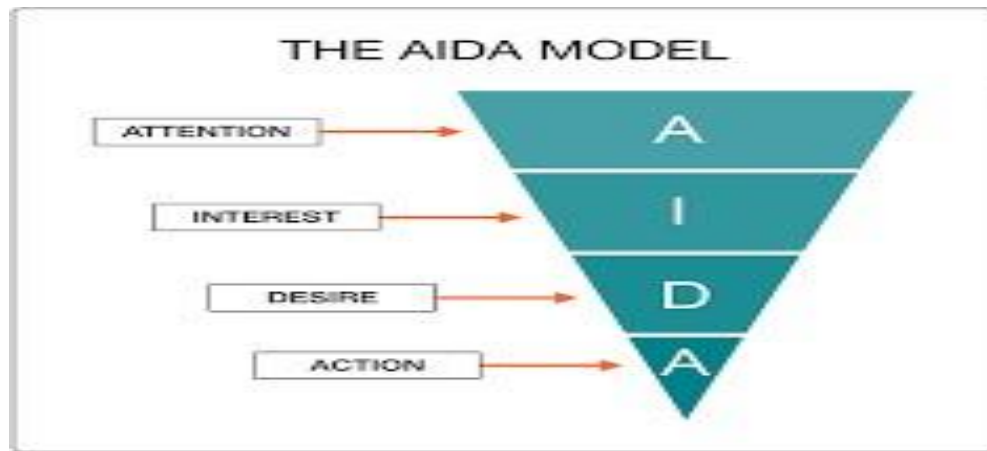 THE AIDA MODEL
ATTENTION
A
INTEREST
I
DESIRE
D
ACTION
A